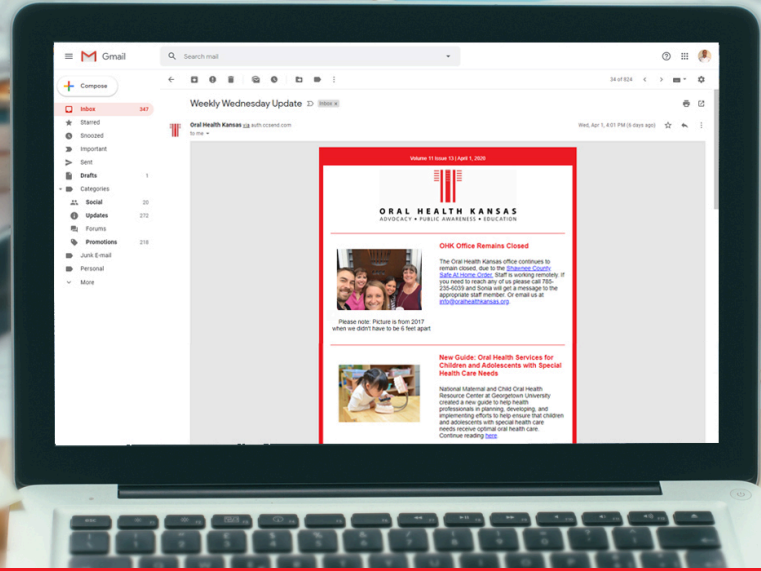 Gmail
Search mail
Compose
34 of 824
Inbox 347
Starred
Snoozed
Important
Sent
Drafts 1
Categories
Social 20
Updates 272
Forums
Promotions 218
Junk E-mail
Personal
More
Weekly Wednesday Update Inbox x
Oral Health Kansas via auth.ccsend.com
to me
Wed, Apr 1, 4:01 PM (6 days ago)
Volume 11 Issue 13 | April 1, 2020
ORAL HEALTH KANSAS
ADVOCACY • PUBLIC AWARENESS • EDUCATION
OHK Office Remains Closed
The Oral Health Kansas office continues to
remain closed, due to the Shawnee County
Safe At Home Order. Staff is working remotely. If
you need to reach any of us please call 785-
235-6039 and Sonia will get a message to the
appropriate staff member. Or email us at
info@oralhealthkansas.org.
Please note: Picture is from 2017
when we didn't have to be 6 feet apart
New Guide: Oral Health Services for
Children and Adolescents with Special
Health Care Needs
National Maternal and Child Oral Health
Resource Center at Georgetown University
created a new guide to help health
professionals in planning, developing, and
implementing efforts to help ensure that children
and adolescents with special health care
needs receive optimal oral health care.
Continue reading here.